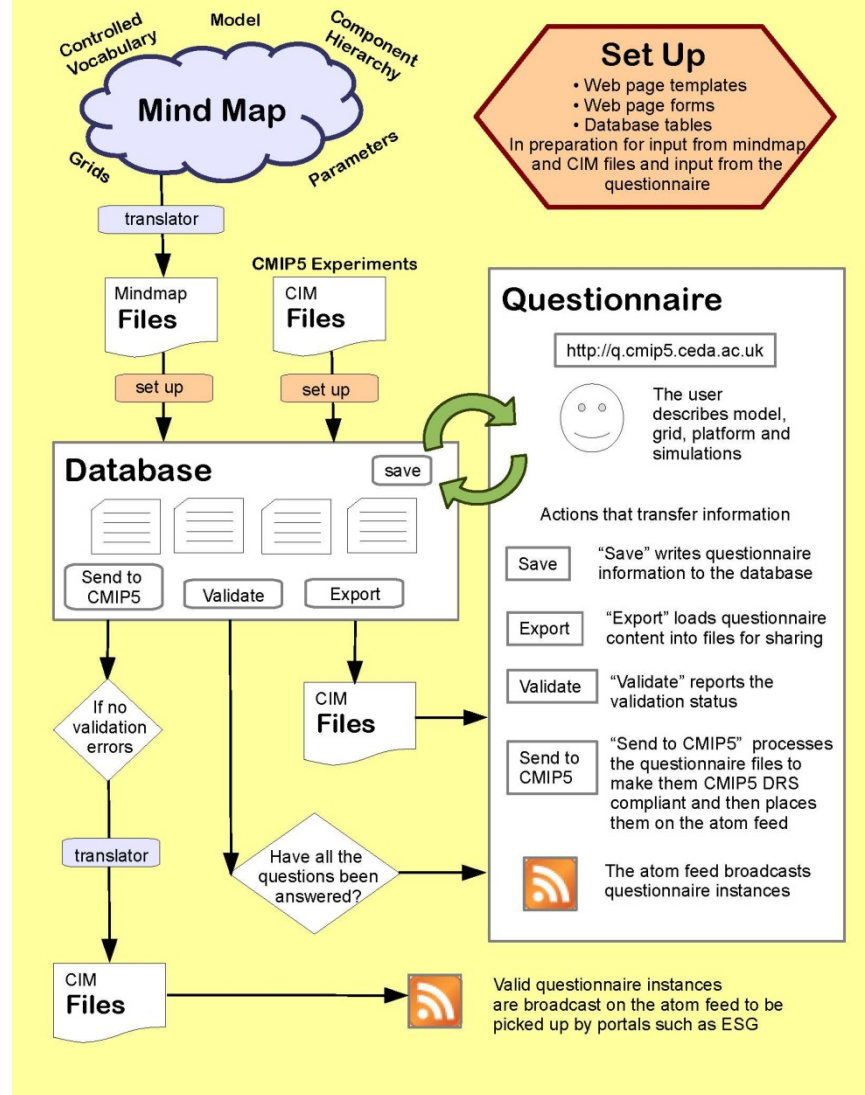 Controlled
Vocabulary
Model
Component
Hierarchy
Mind Map
Grids
Parameters
Set Up
• Web page templates
• Web page forms
• Database tables
In preparation for input from mindmap
and CIM files and input from the
questionnaire
translator
CMIP5 Experiments
Mindmap
Files
CIM
Files
set up
set up
Database
save
Send to
CMIP5
Validate
Export
If no
validation
errors
CIM
Files
translator
Have all the
questions been
answered?
CIM
Files
Questionnaire
http://q.cmip5.ceda.ac.uk
The user
describes model,
grid, platform and
simulations
Actions that transfer information
Save
“Save” writes questionnaire
information to the database
Export
“Export” loads questionnaire
content into files for sharing
Validate
“Validate” reports the
validation status
Send to
CMIP5
“Send to CMIP5” processes
the questionnaire files to
make them CMIP5 DRS
compliant and then places
them on the atom feed
The atom feed broadcasts
questionnaire instances
Valid questionnaire instances
are broadcast on the atom feed to be
picked up by portals such as ESG